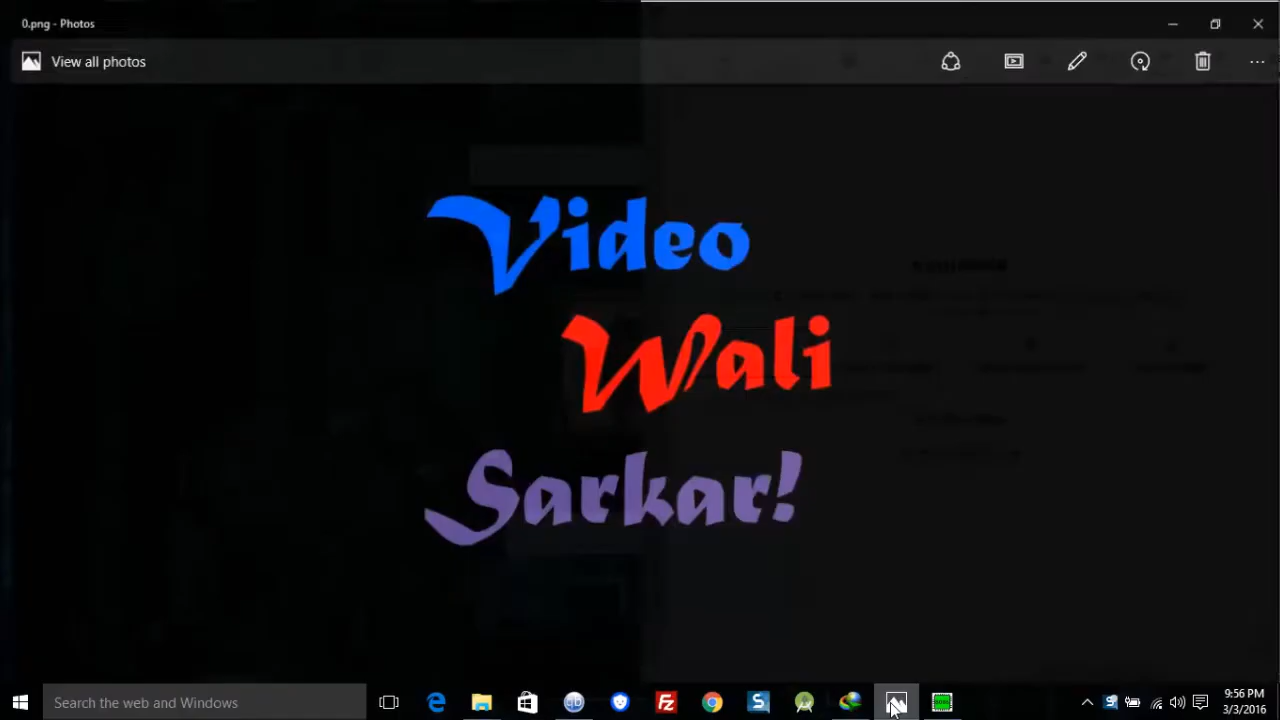 0.png - Photos
View all photos
Video
Wali
Sarkar!
Search the web and Windows
9:56 PM
3/3/2016